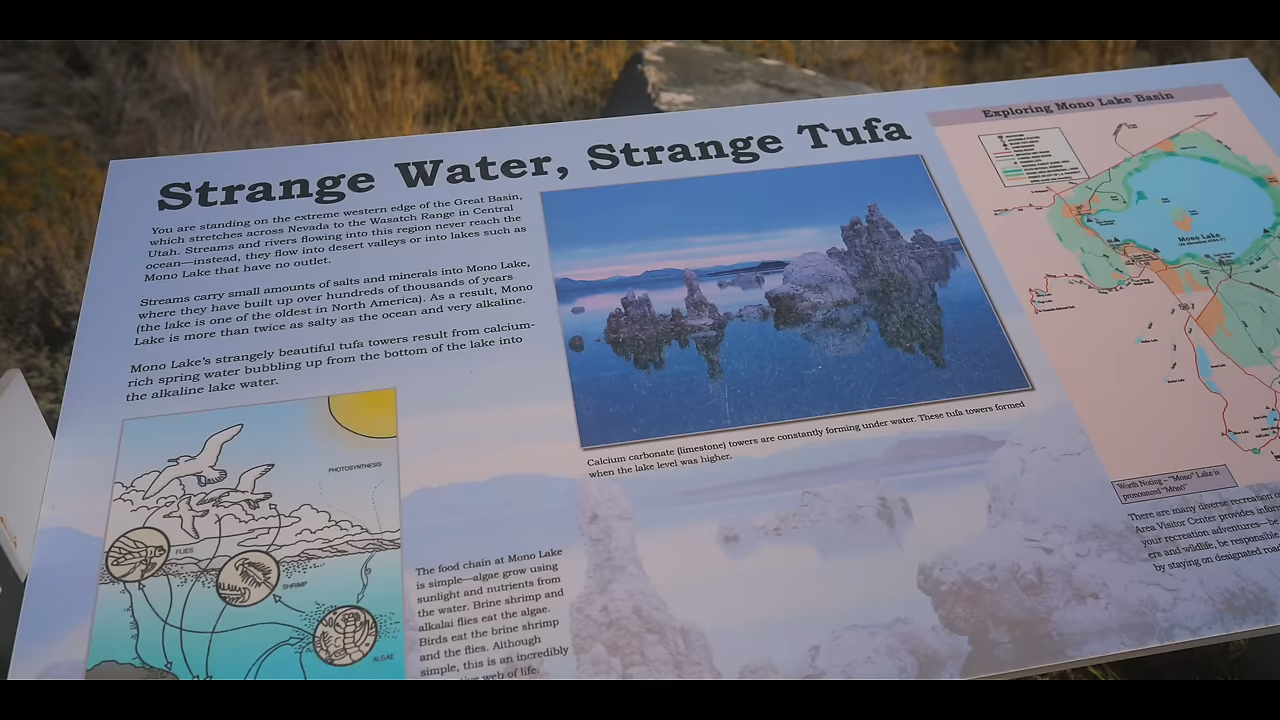 Strange Water, Strange Tufa
You are standing on the extreme western edge of the Great Basin,
which stretches across Nevada to the Wasatch Range in Central
Utah. Streams and rivers flowing into this region never reach the
ocean—instead, they flow into desert valleys or into lakes such as
Mono Lake that have no outlet.
Streams carry small amounts of salts and minerals into Mono Lake,
where they have built up over hundreds of thousands of years
(the lake is one of the oldest in North America). As a result, Mono
Lake is more than twice as salty as the ocean and very alkaline.
Mono Lake's strangely beautiful tufa towers result from calcium-
rich spring water bubbling up from the bottom of the lake into
the alkaline lake water.
PHOTOSYNTHESIS
FLIES
SHRIMP
ALGAE
The food chain at Mono Lake
is simple—algae grow using
sunlight and nutrients from
the water. Brine shrimp and
alkalai flies eat the algae.
Birds eat the brine shrimp
and the flies. Although
simple, this is an incredibly
web of life.
Calcium carbonate (limestone) towers are constantly forming under water. These tufa towers formed
when the lake level was higher.
Exploring Mono Lake Basin
Mono Lake
Worth Noting - "Mono" Lake is
pronounced "Mono"
There are many diverse recreation
Area Visitor Center provides
your recreation adventures—
ers and wildlife, be responsible
by staying on designated